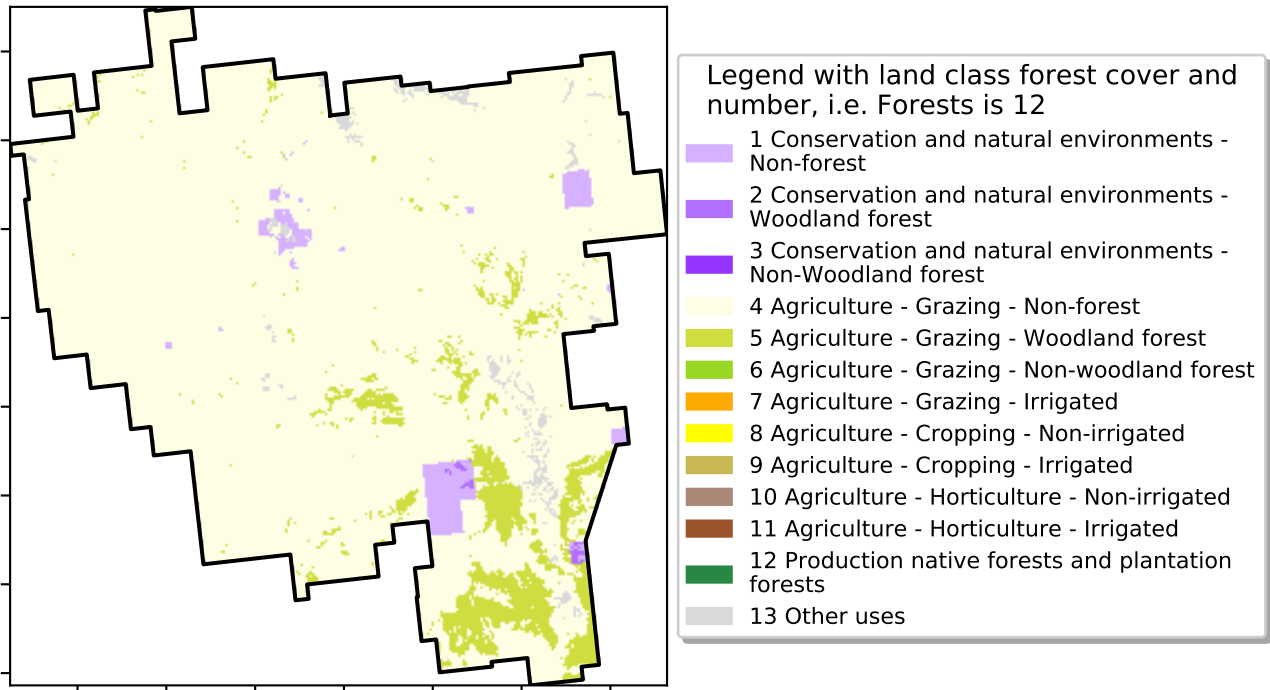 Legend with land class forest cover and
number, i.e. Forests is 12
1 Conservation and natural environments -
Non-forest
2 Conservation and natural environments -
Woodland forest
3 Conservation and natural environments -
Non-Woodland forest
4 Agriculture - Grazing - Non-forest
5 Agriculture - Grazing - Woodland forest
6 Agriculture - Grazing - Non-woodland forest
7 Agriculture - Grazing - Irrigated
8 Agriculture - Cropping - Non-irrigated
9 Agriculture - Cropping - Irrigated
10 Agriculture - Horticulture - Non-irrigated
11 Agriculture - Horticulture - Irrigated
12 Production native forests and plantation
forests
13 Other uses